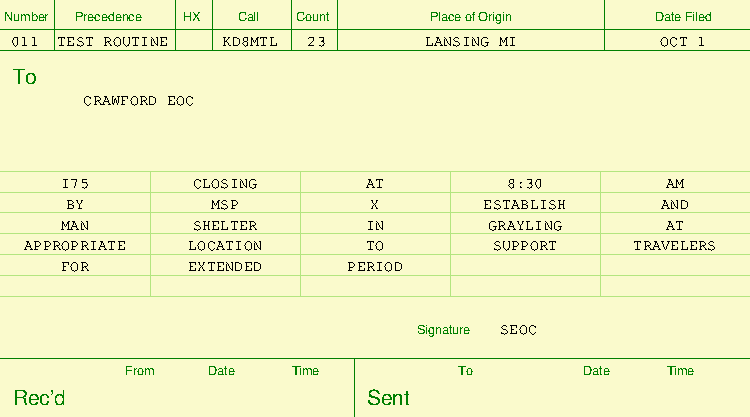 Number Precedence HX Call Count Place of Origin Date Filed
011 TEST ROUTINE KD8MTL 23 LANSING MI OCT 1
To
CRAWFORD EOC
I75 CLOSING AT 8:30 AM
BY MSP X ESTABLISH AND
MAN SHELTER IN GRAYLING AT
APPROPRIATE LOCATION TO SUPPORT TRAVELERS
FOR EXTENDED PERIOD
Signature SEOC
From Date Time To Date Time
Rec'd Sent